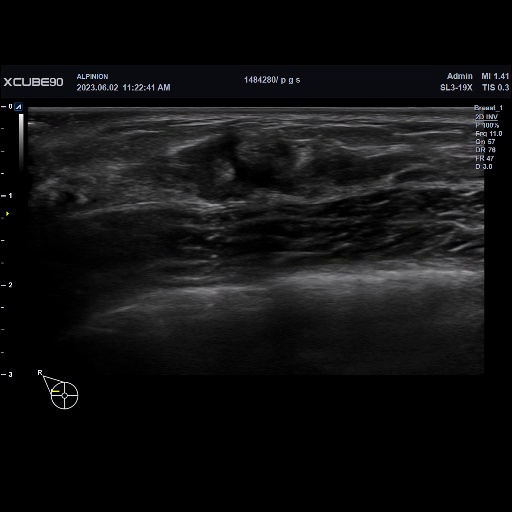 XCUBE90
ALPINION
2023.06.02 11:22:41 AM
1484280/ p g s
Admin MI 1.41
SL3-19X TIS 0.3
Breast_1
2D INV
P 100%
Frq 11.0
Gn 57
DR 76
FR 47
D 3.0
0
1
2
3
R